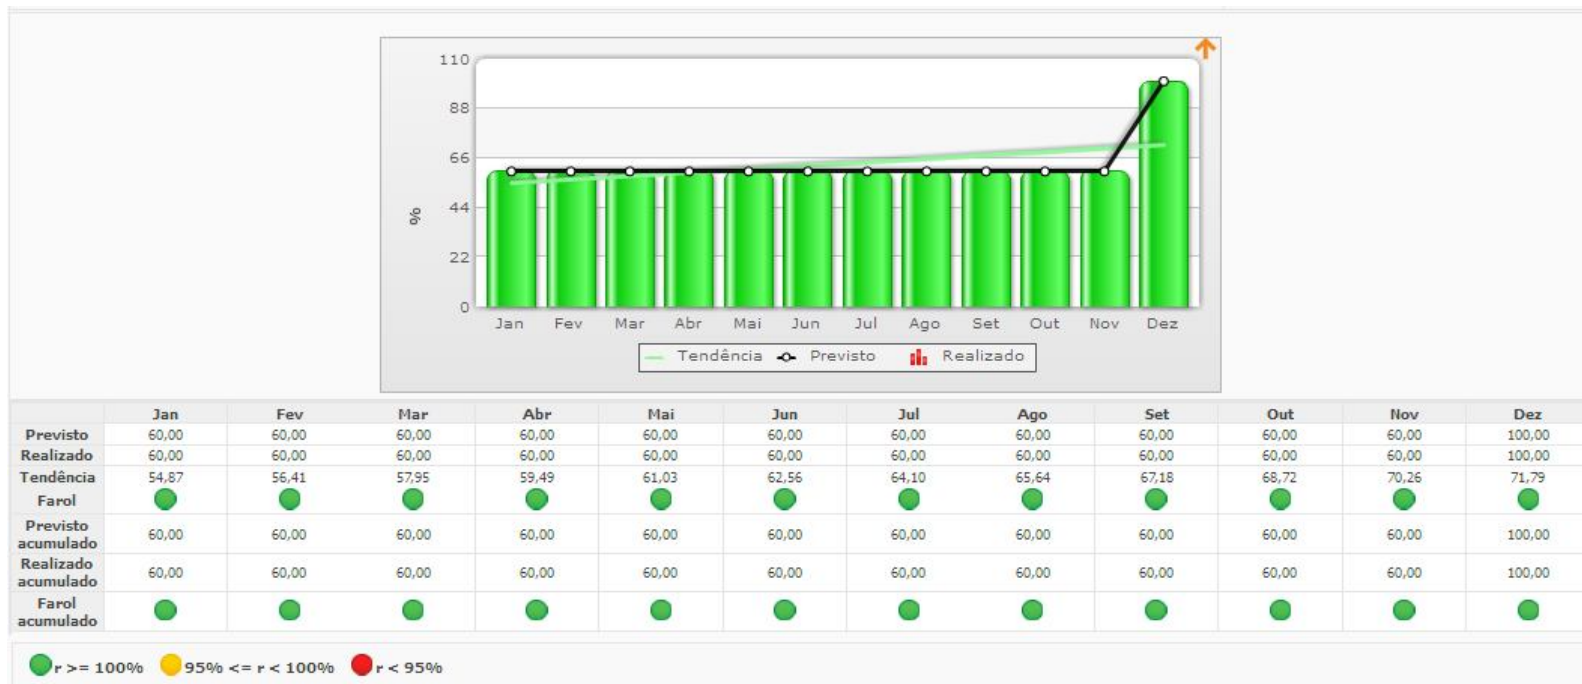 110
88
66
44
22
0
%
Jan Fev Mar Abr Mai Jun Jul Ago Set Out Nov Dez
Tendência Previsto Realizado
Jan Fev Mar Abr Mai Jun Jul Ago Set Out Nov Dez
Previsto 60,00 60,00 60,00 60,00 60,00 60,00 60,00 60,00 60,00 60,00 60,00 100,00
Realizado 60,00 60,00 60,00 60,00 60,00 60,00 60,00 60,00 60,00 60,00 60,00 100,00
Tendência 54,87 56,41 57,95 59,49 61,03 62,56 64,10 65,64 67,18 68,72 70,26 71,79
Farol
Previsto
acumulado 60,00 60,00 60,00 60,00 60,00 60,00 60,00 60,00 60,00 60,00 60,00 100,00
Realizado
acumulado 60,00 60,00 60,00 60,00 60,00 60,00 60,00 60,00 60,00 60,00 60,00 100,00
Farol
acumulado
r >= 100% 95% <= r < 100% r < 95%